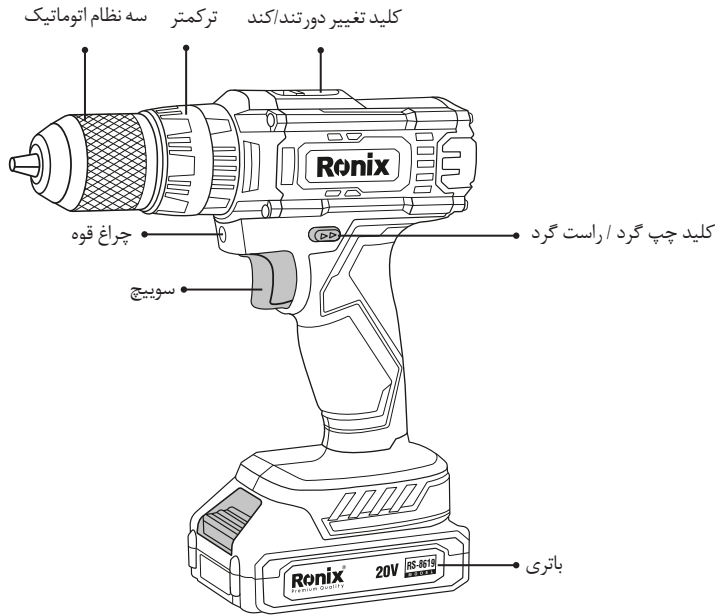 کلید تغییر دورتند/کند
ترکمتر
سه نظام اتوماتیک
Ronix
چراغ قوه
کلید چپ گرد / راست گرد
سوییچ
باتری
Ronix®
Premium Quality
20V
RS-8619
MODEL